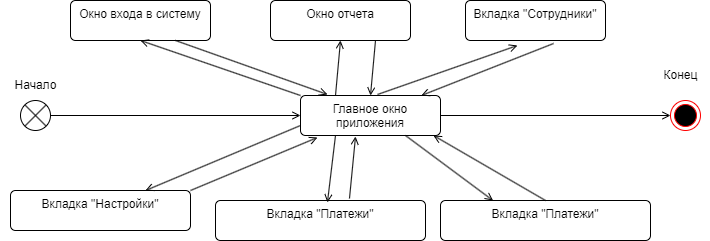 Окно входа в систему
Окно отчета
Вкладка "Сотрудники"
Начало
Конец
Главное окно
приложения
Вкладка "Настройки"
Вкладка "Платежи"
Вкладка "Платежи"